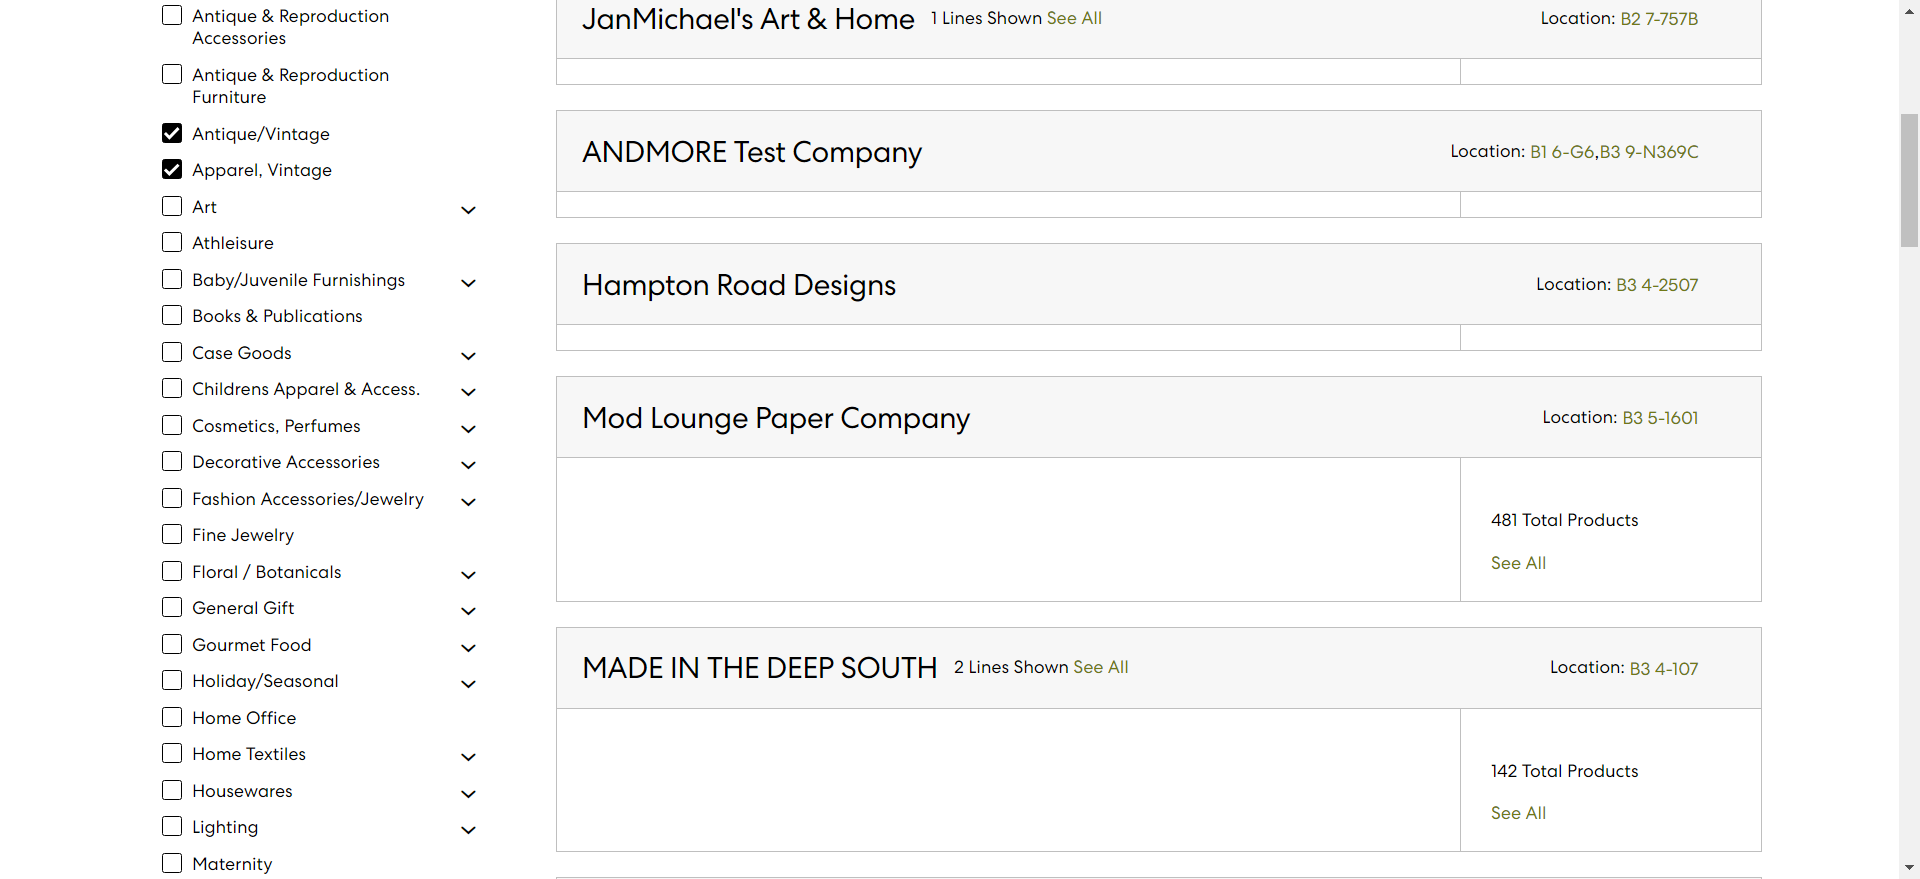 Antique & Reproduction
Accessories
Antique & Reproduction
Furniture
Antique/Vintage
Apparel, Vintage
Art
Athleisure
Baby/Juvenile Furnishings
Books & Publications
Case Goods
Childrens Apparel & Access.
Cosmetics, Perfumes
Decorative Accessories
Fashion Accessories/Jewelry
Fine Jewelry
Floral / Botanicals
General Gift
Gourmet Food
Holiday/Seasonal
Home Office
Home Textiles
Housewares
Lighting
Maternity
JanMichael's Art & Home 1 Lines Shown See All Location: B2 7-757B
ANDMORE Test Company Location: B1 6-G6,B3 9-N369C
Hampton Road Designs Location: B3 4-2507
Mod Lounge Paper Company Location: B3 5-1601
481 Total Products
See All
MADE IN THE DEEP SOUTH 2 Lines Shown See All Location: B3 4-107
142 Total Products
See All